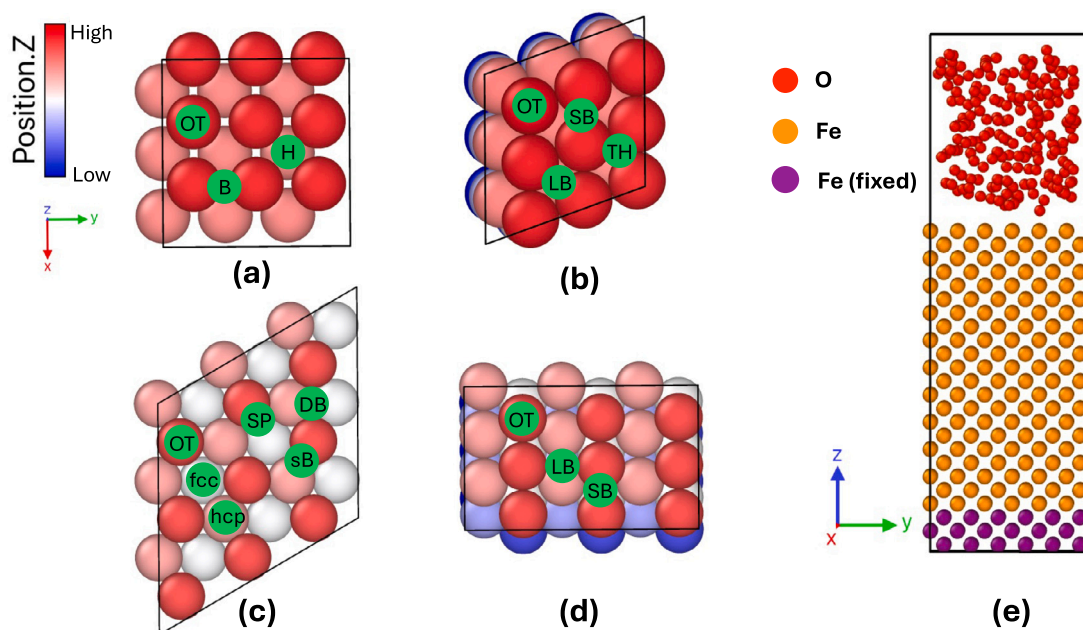 Position.Z
High
Low
z
y
x
OT
H
B
(a)
OT
SB
TH
LB
(b)
O
Fe
Fe (fixed)
DB
SP
OT
sB
fcc
hcp
(c)
OT
LB
SB
(d)
z
y
x
(e)